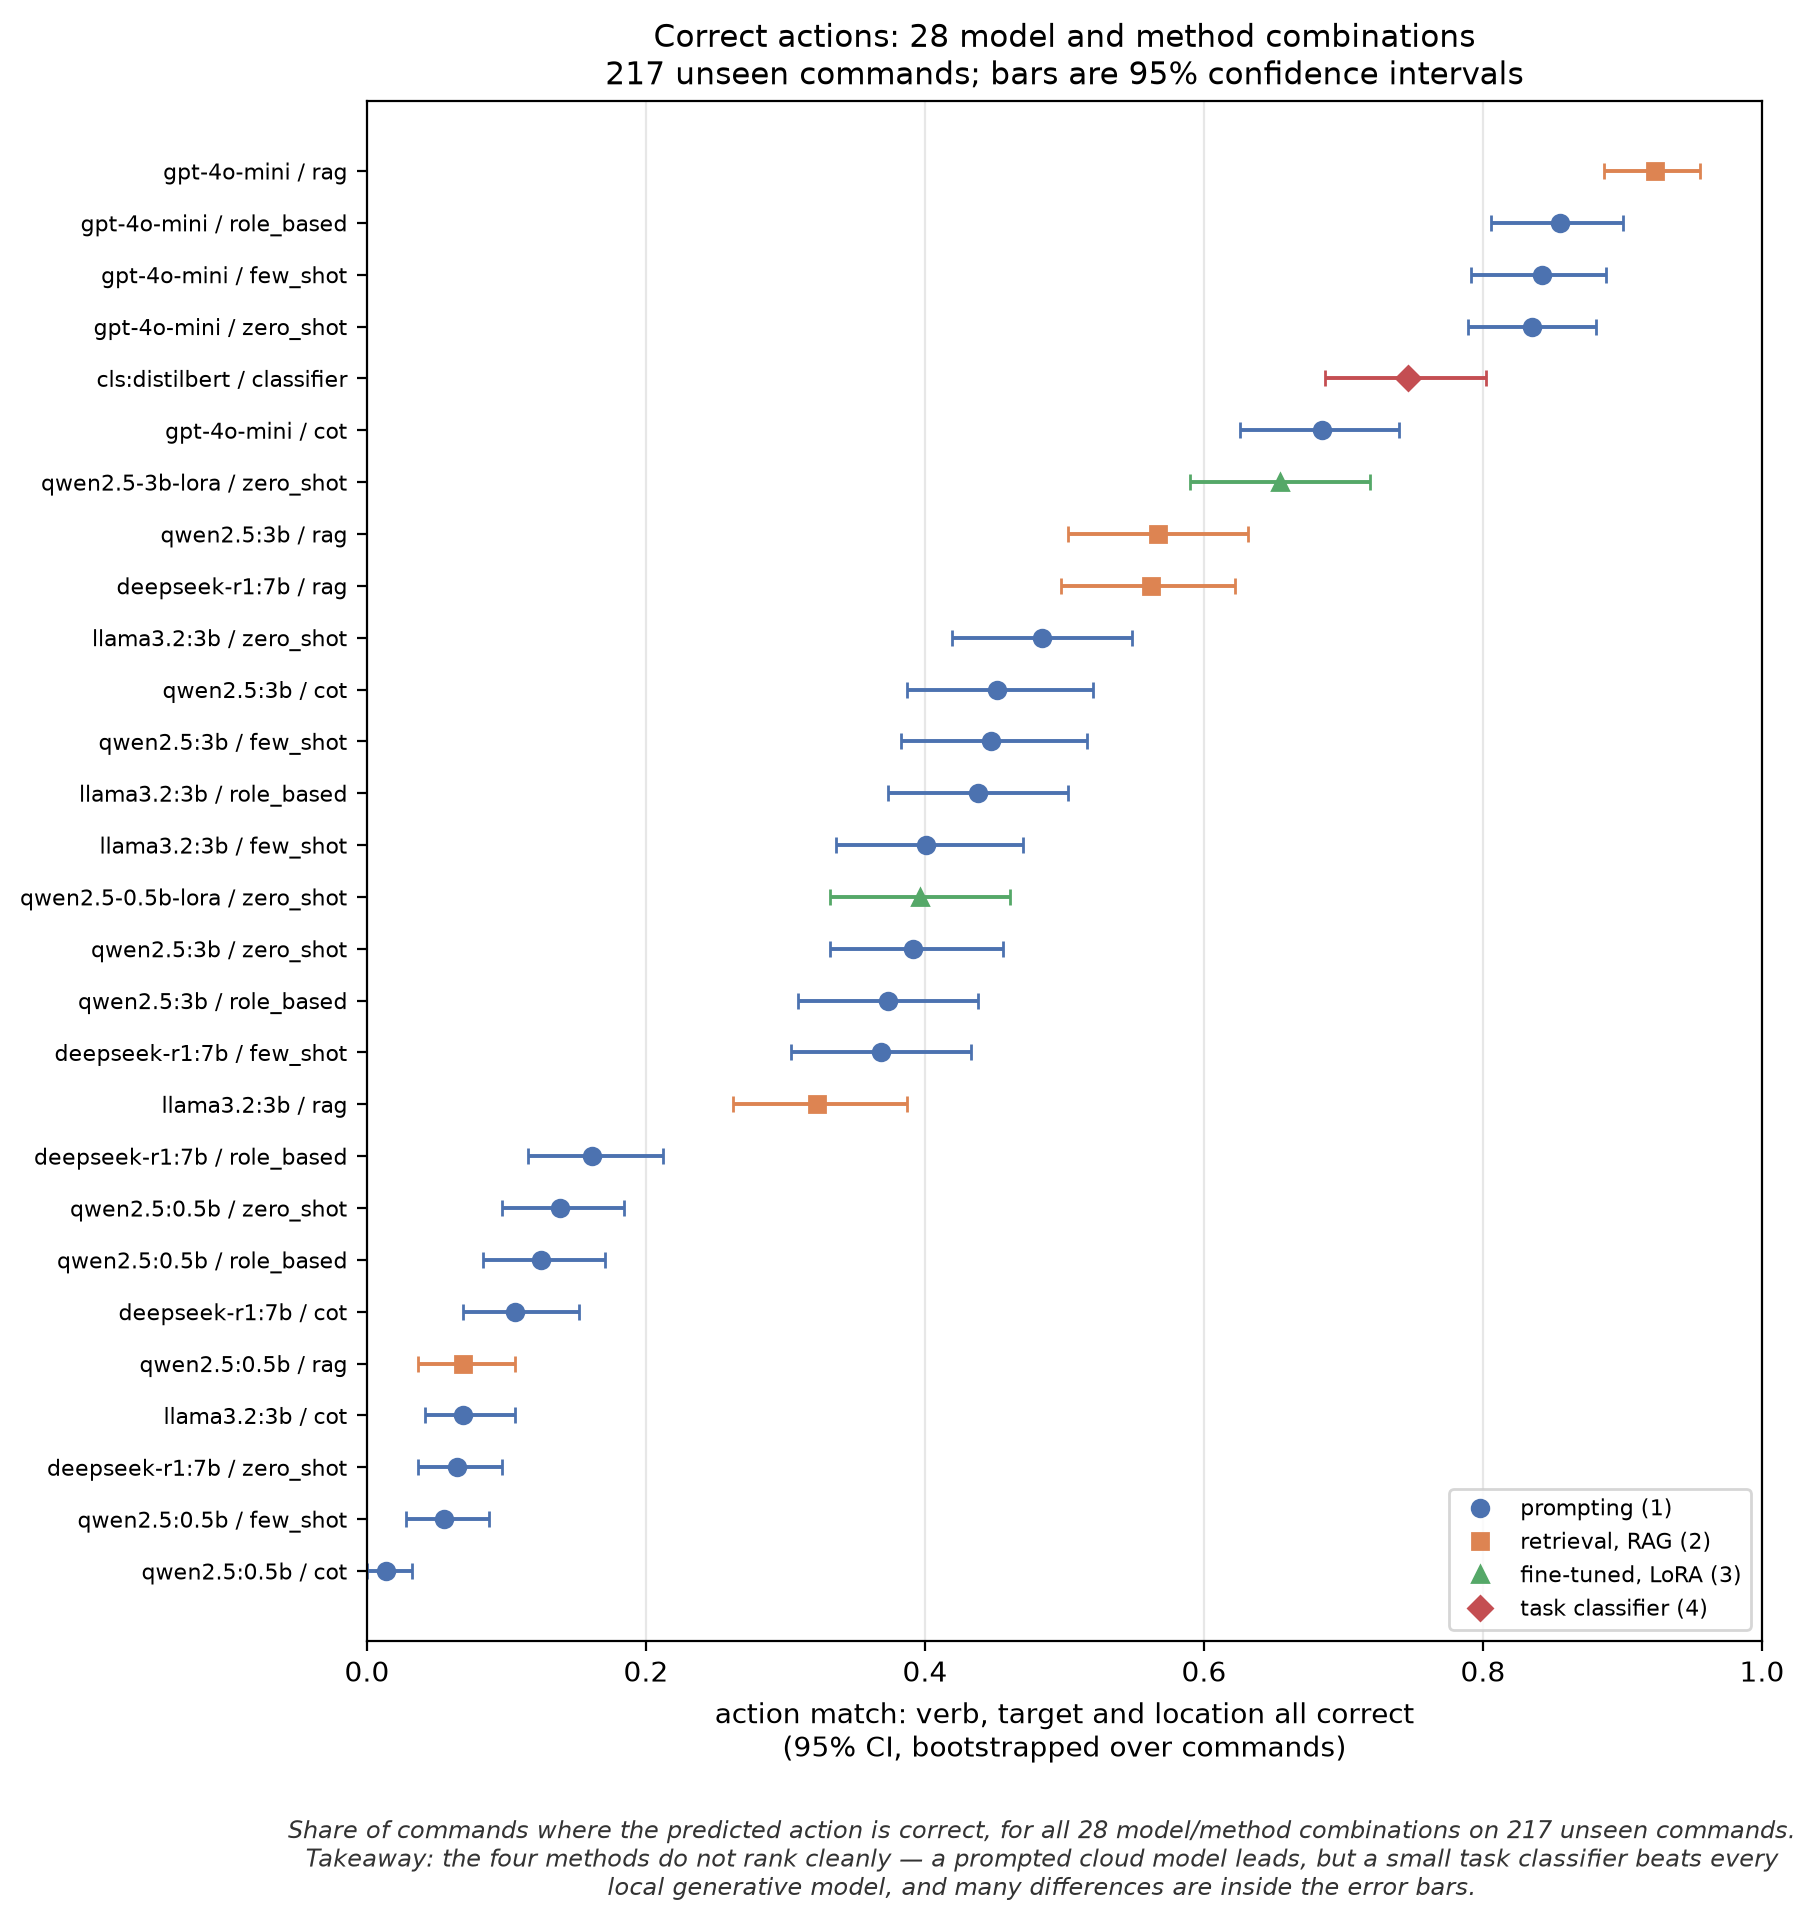 Correct actions: 28 model and method combinations
217 unseen commands; bars are 95% confidence intervals
gpt-4o-mini / rag
gpt-4o-mini / role_based
gpt-4o-mini / few_shot
gpt-4o-mini / zero_shot
cls:distilbert / classifier
gpt-4o-mini / cot
qwen2.5-3b-lora / zero_shot
qwen2.5:3b / rag
deepseek-r1:7b / rag
llama3.2:3b / zero_shot
qwen2.5:3b / cot
qwen2.5:3b / few_shot
llama3.2:3b / role_based
llama3.2:3b / few_shot
qwen2.5-0.5b-lora / zero_shot
qwen2.5:3b / zero_shot
qwen2.5:3b / role_based
deepseek-r1:7b / few_shot
llama3.2:3b / rag
deepseek-r1:7b / role_based
qwen2.5:0.5b / zero_shot
qwen2.5:0.5b / role_based
deepseek-r1:7b / cot
qwen2.5:0.5b / rag
llama3.2:3b / cot
deepseek-r1:7b / zero_shot
qwen2.5:0.5b / few_shot
qwen2.5:0.5b / cot
prompting (1)
retrieval, RAG (2)
fine-tuned, LoRA (3)
task classifier (4)
0.0 0.2 0.4 0.6 0.8 1.0
action match: verb, target and location all correct
(95% CI, bootstrapped over commands)
Share of commands where the predicted action is correct, for all 28 model/method combinations on 217 unseen commands.
Takeaway: the four methods do not rank cleanly — a prompted cloud model leads, but a small task classifier beats every
local generative model, and many differences are inside the error bars.